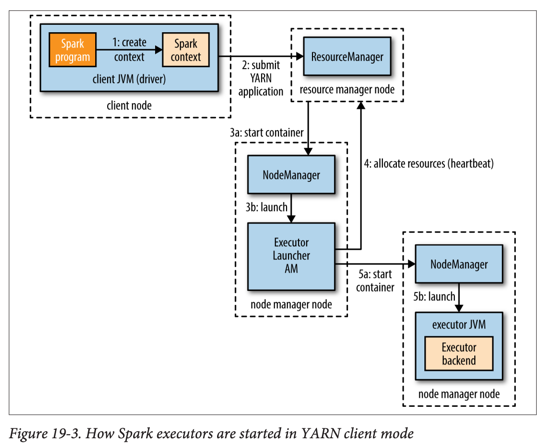 Spark
program
1: create
context
Spark
context
client JVM (driver)
client node
2: submit
YARN
application
ResourceManager
resource manager node
3a: start container
4: allocate resources (heartbeat)
NodeManager
3b: launch
Executor
Launcher
AM
node manager node
5a: start
container
NodeManager
5b: launch
executor JVM
Executor
backend
node manager node
Figure 19-3. How Spark executors are started in YARN client mode